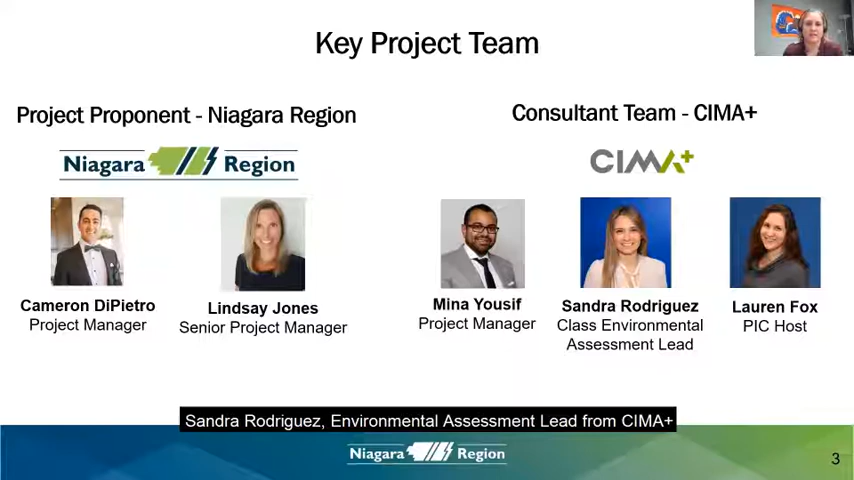 Key Project Team
Project Proponent - Niagara Region
Niagara Region
Cameron DiPietro
Project Manager
Lindsay Jones
Senior Project Manager
Consultant Team - CIMA+
CIMA+
Mina Yousif
Project Manager
Sandra Rodriguez
Class Environmental
Assessment Lead
Lauren Fox
PIC Host
Sandra Rodriguez, Environmental Assessment Lead from CIMA+
Niagara Region
3